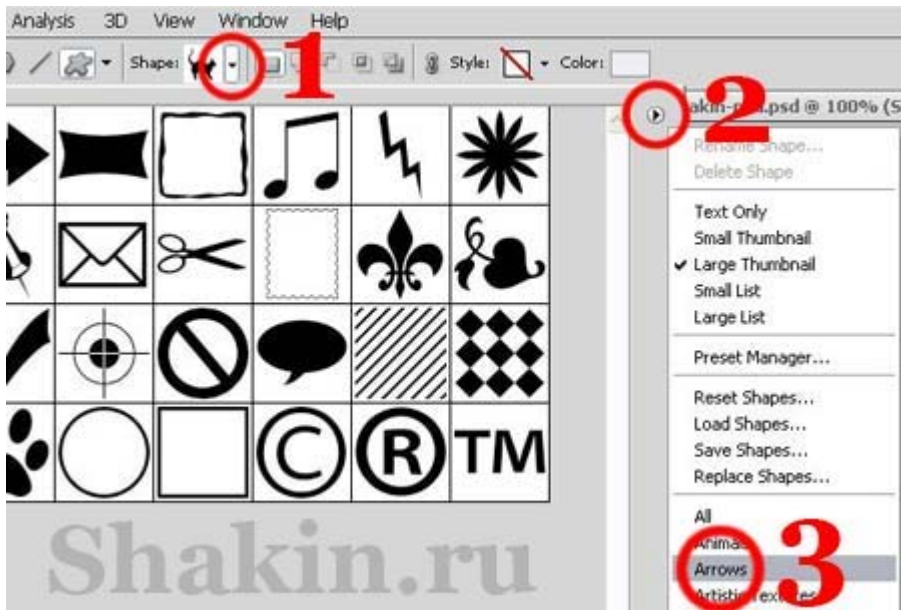 Analysis 3D View Window Help
1
Shape: Style: Color:
2
.psd @ 100% (S
Rename Shape...
Delete Shape
Text Only
Small Thumbnail
Large Thumbnail
Small List
Large List
Preset Manager...
Reset Shapes...
Load Shapes...
Save Shapes...
Replace Shapes...
All
Arrows
3
C R TM
Shakin.ru